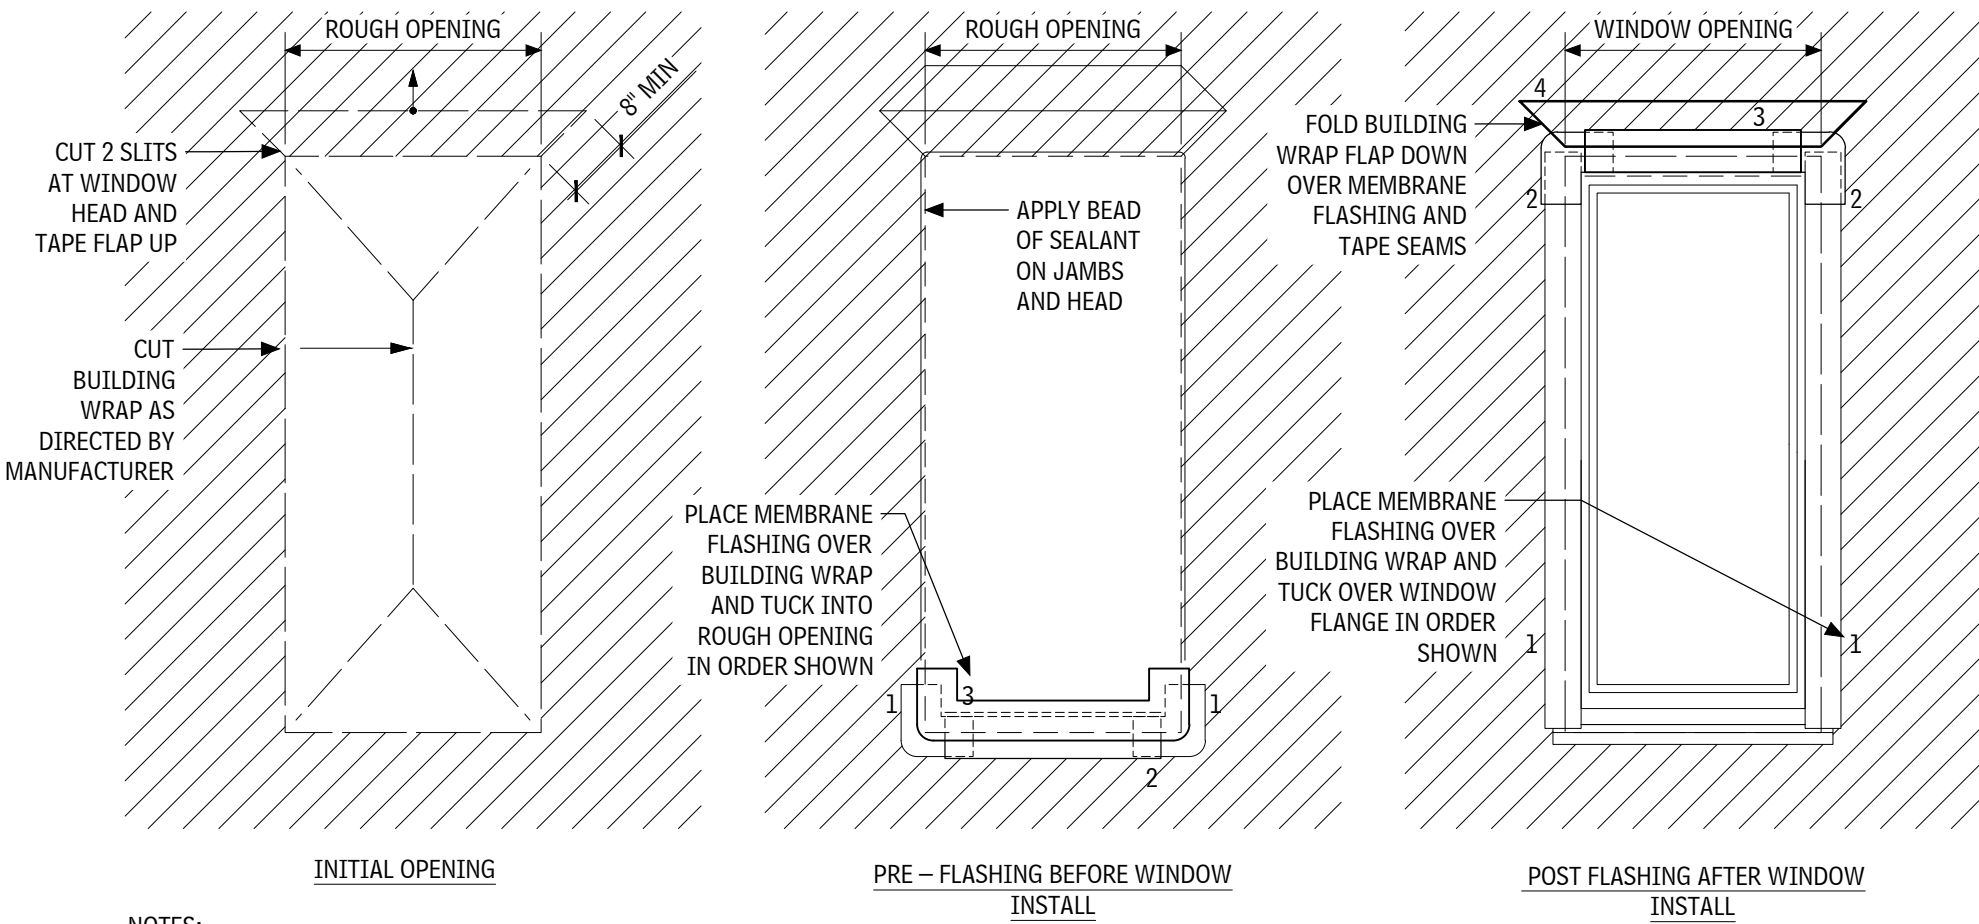 ROUGH OPENING
8" MIN
CUT 2 SLITS
AT WINDOW
HEAD AND
TAPE FLAP UP
CUT
BUILDING
WRAP AS
DIRECTED BY
MANUFACTURER
INITIAL OPENING
ROUGH OPENING
APPLY BEAD
OF SEALANT
ON JAMBS
AND HEAD
PLACE MEMBRANE
FLASHING OVER
BUILDING WRAP
AND TUCK INTO
ROUGH OPENING
IN ORDER SHOWN
1
3
1
2
PRE – FLASHING BEFORE WINDOW
INSTALL
WINDOW OPENING
4
3
FOLD BUILDING
WRAP FLAP DOWN
OVER MEMBRANE
FLASHING AND
TAPE SEAMS
2
2
PLACE MEMBRANE
FLASHING OVER
BUILDING WRAP AND
TUCK OVER WINDOW
FLANGE IN ORDER
SHOWN
1
1
POST FLASHING AFTER WINDOW
INSTALL
NOTES: